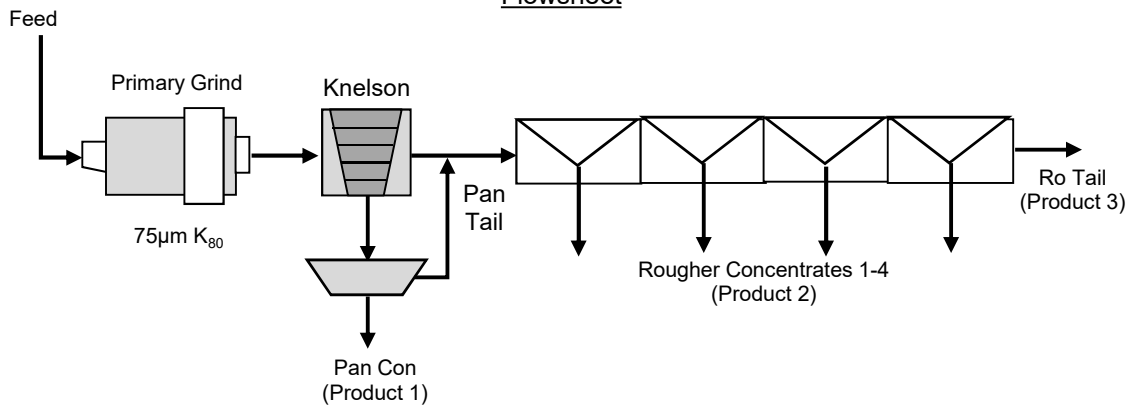 Flowsheet
Feed
Primary Grind
Knelson
75µm K80
Pan
Tail
Ro Tail
(Product 3)
Rougher Concentrates 1-4
(Product 2)
Pan Con
(Product 1)